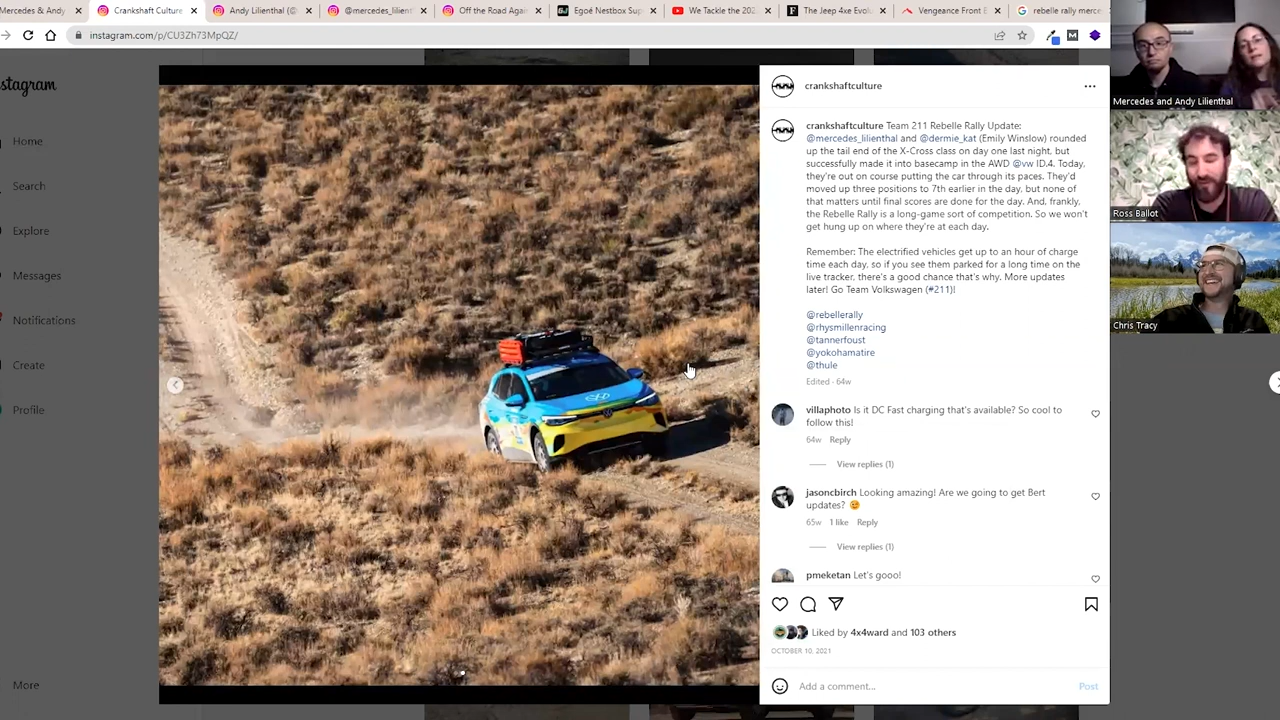 Mercedes & Andy Lilienthal
Crankshaft Culture
Andy Lilienthal (@
@mercedes_lilient
Off the Road Again
Egoé Nestbox Sup
We Tackle the 202
The Jeep 4xe Evolu
Vengeance Front B
rebelle rally merce
instagram.com/p/CU3Zh73MpQZ/
nstagram
Home
Search
Explore
Messages
Notifications
Create
Profile
More
crankshaftculture
crankshaftculture Team 211 Rebelle Rally Update:
@mercedes_lilienthal and @dermie_kat (Emily Winslow) rounded
up the tail end of the X-Cross class on day one last night, but
successfully made it into basecamp in the AWD @vw ID.4. Today,
they're out on course putting the car through its paces. They'd
moved up three positions to 7th earlier in the day, but none of
that matters until final scores are done for the day. And, frankly,
the Rebelle Rally is a long-game sort of competition. So we won't
get hung up on where they're at each day.
Remember: The electrified vehicles get up to an hour of charge
time each day, so if you see them parked for a long time on the
live tracker, there's a good chance that's why. More updates
later! Go Team Volkswagen (#211)!
@rebellerally
@rhysmillenracing
@tannerfoust
@yokohamatire
@thule
Edited · 64w
villaphoto Is it DC Fast charging that's available? So cool to
follow this!
64w Reply
View replies (1)
jasoncbirch Looking amazing! Are we going to get Bert
updates? 😊
65w 1 like Reply
View replies (1)
pmeketan Let's gooo!
Liked by 4x4ward and 103 others
OCTOBER 10, 2021
Add a comment...
Post
Mercedes and Andy Lilienthal
Ross Ballot
Chris Tracy